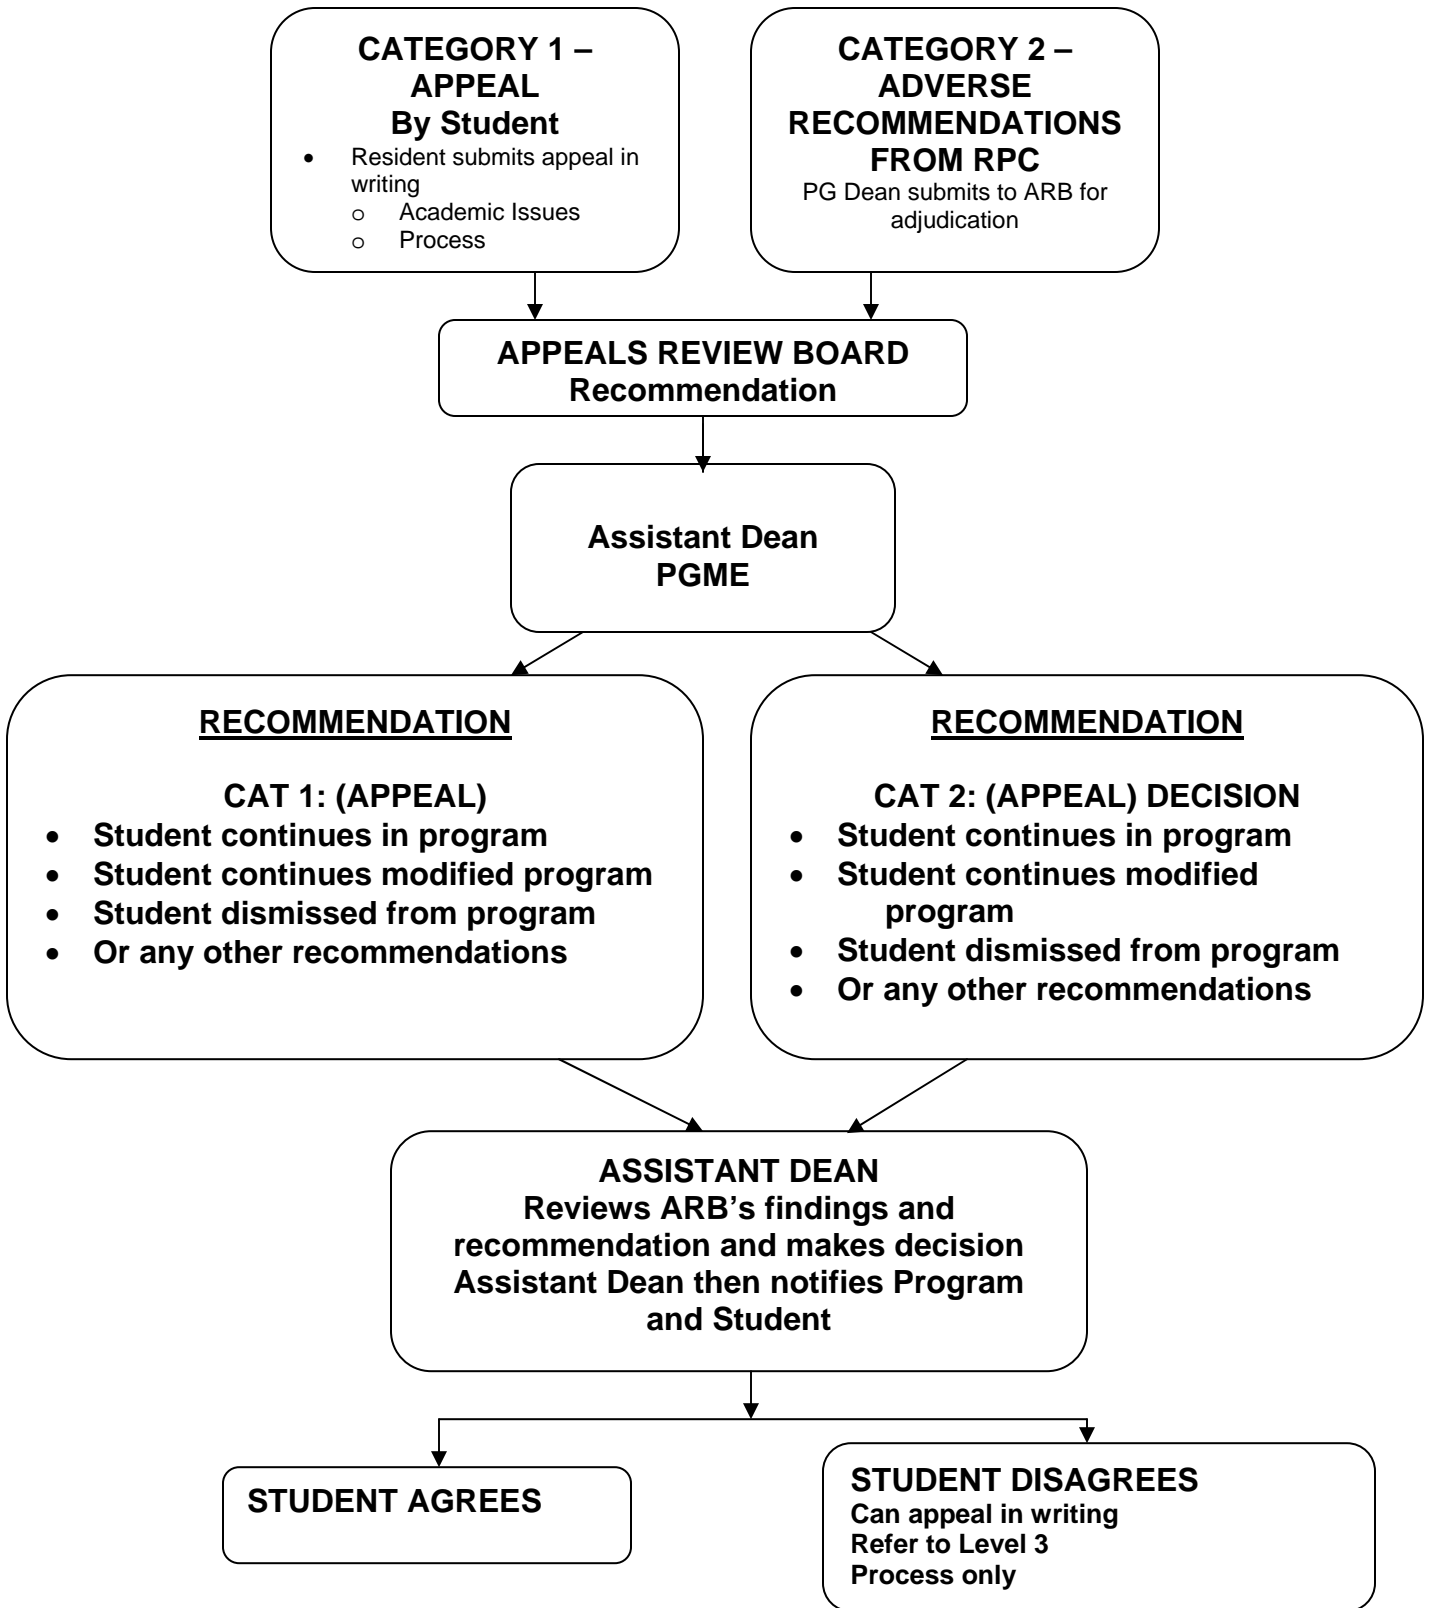 CATEGORY 1 –
APPEAL
By Student
• Resident submits appeal in
writing
o Academic Issues
o Process
CATEGORY 2 –
ADVERSE
RECOMMENDATIONS
FROM RPC
PG Dean submits to ARB for
adjudication
APPEALS REVIEW BOARD
Recommendation
Assistant Dean
PGME
RECOMMENDATION
CAT 1: (APPEAL)
• Student continues in program
• Student continues modified program
• Student dismissed from program
• Or any other recommendations
RECOMMENDATION
CAT 2: (APPEAL) DECISION
• Student continues in program
• Student continues modified
program
• Student dismissed from program
• Or any other recommendations
ASSISTANT DEAN
Reviews ARB’s findings and
recommendation and makes decision
Assistant Dean then notifies Program
and Student
STUDENT AGREES
STUDENT DISAGREES
Can appeal in writing
Refer to Level 3
Process only